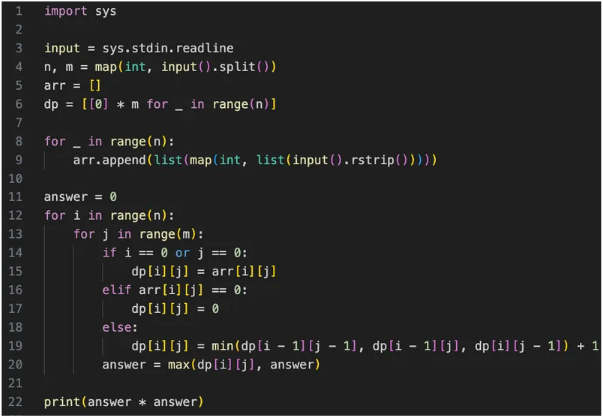 1 import sys
2
3 input = sys.stdin.readline
4 n, m = map(int, input().split())
5 arr = []
6 dp = [[0] * m for _ in range(n)]
7
8 for _ in range(n):
9     arr.append(list(map(int, list(input().rstrip()))))
10
11 answer = 0
12 for i in range(n):
13     for j in range(m):
14         if i == 0 or j == 0:
15             dp[i][j] = arr[i][j]
16         elif arr[i][j] == 0:
17             dp[i][j] = 0
18         else:
19             dp[i][j] = min(dp[i - 1][j - 1], dp[i - 1][j], dp[i][j - 1]) + 1
20         answer = max(dp[i][j], answer)
21
22 print(answer * answer)